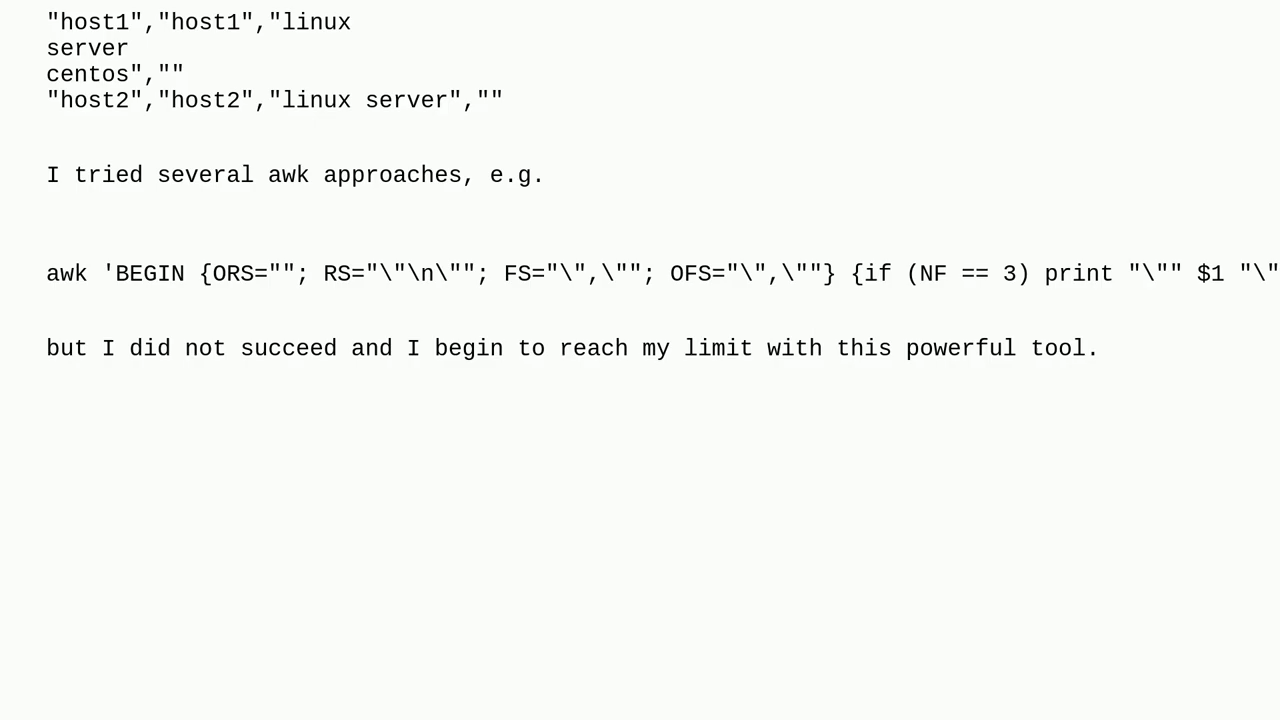 "host1","host1","linux
server
centos",""
"host2","host2","linux server",""
I tried several awk approaches, e.g.
awk 'BEGIN {ORS=""; RS="\"\n\""; FS="\",\""; OFS="\",\""} {if (NF == 3) print "\"" $1 "\"
but I did not succeed and I begin to reach my limit with this powerful tool.